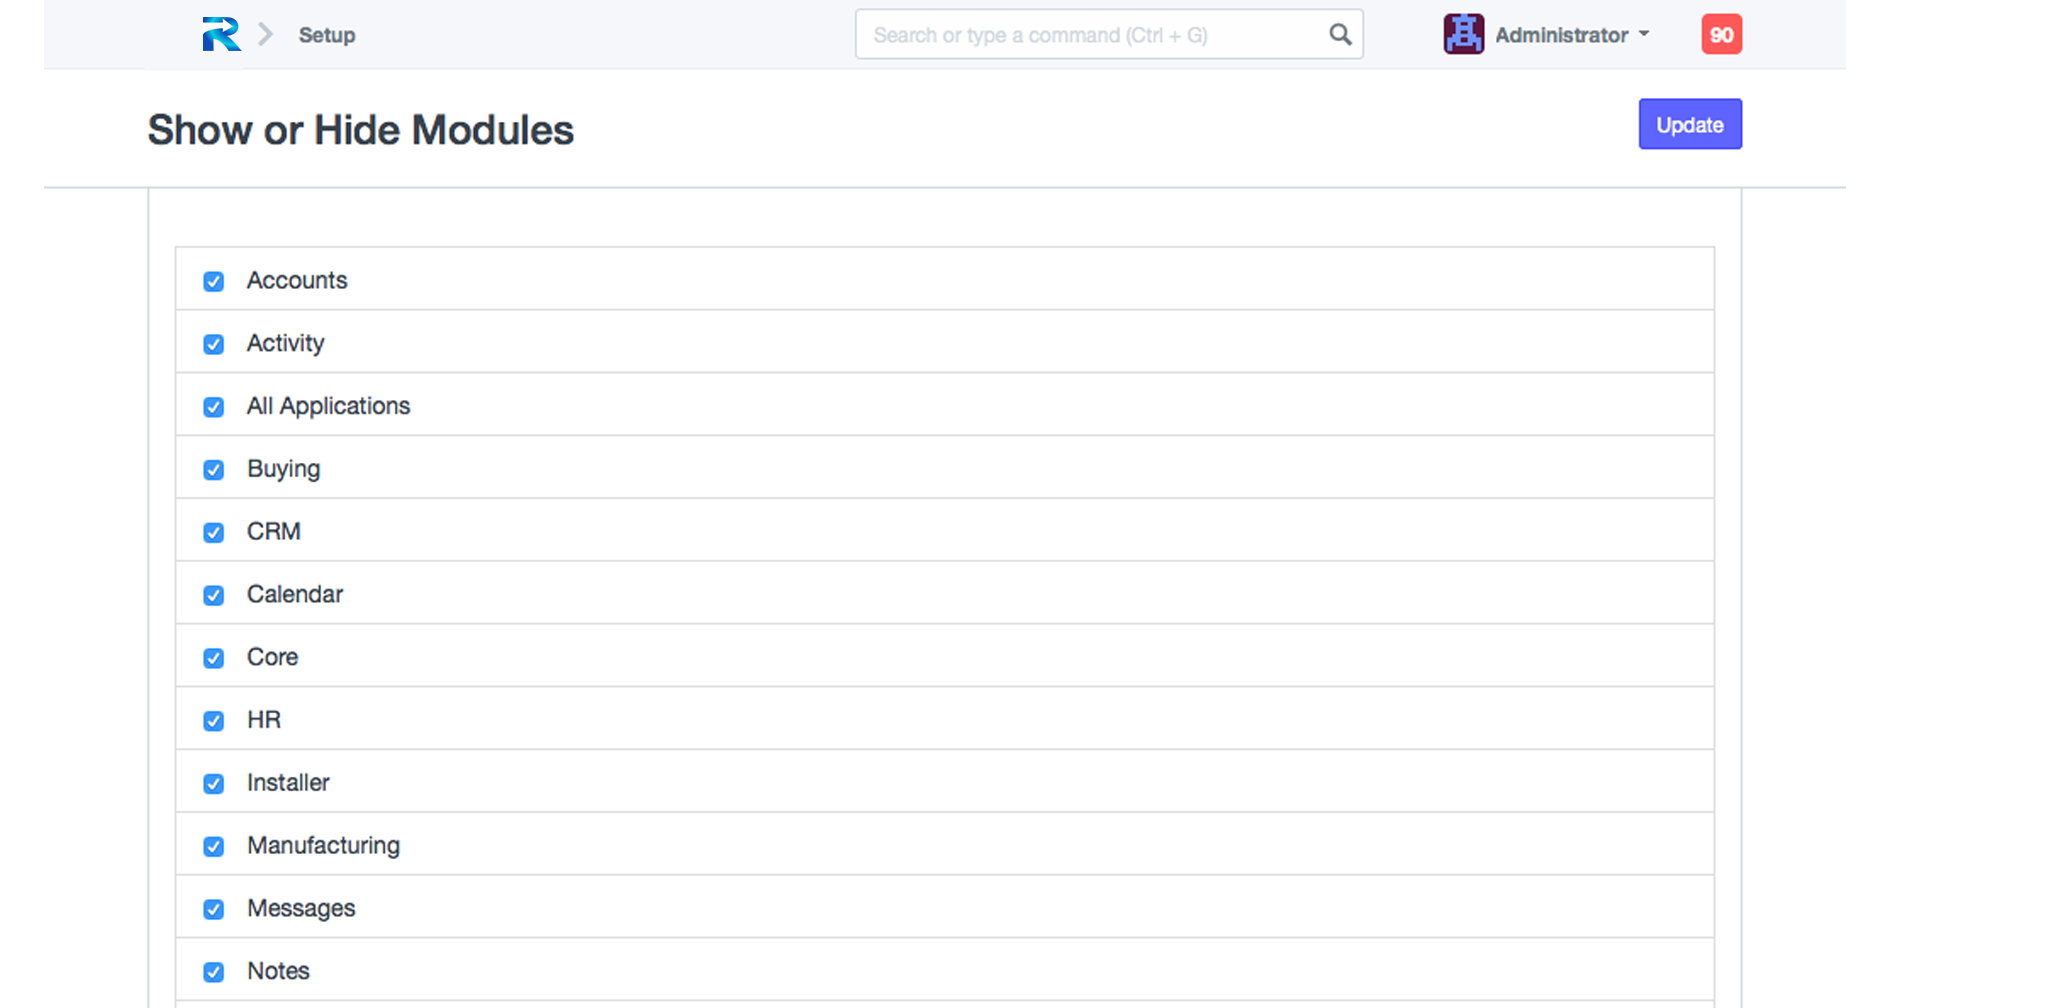 Setup
Search or type a command (Ctrl + G)
Administrator
90
Show or Hide Modules
Update
Accounts
Activity
All Applications
Buying
CRM
Calendar
Core
HR
Installer
Manufacturing
Messages
Notes